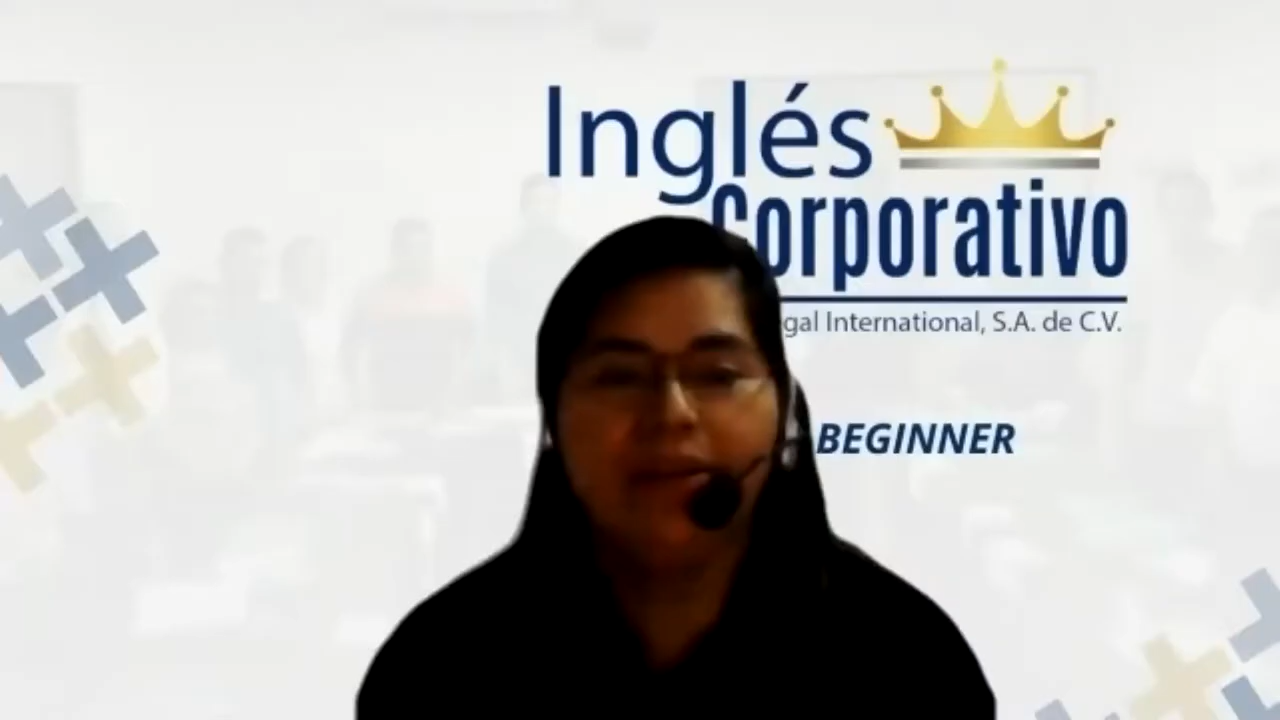 Inglés
Corporativo
gal International, S.A. de C.V.
BEGINNER